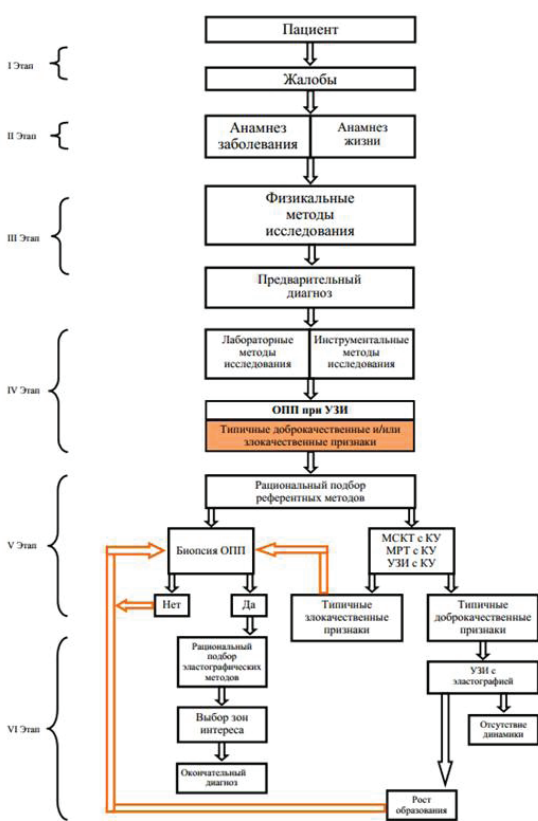 Пациент
I Этап
Жалобы
II Этап
Анамнез
заболевания
Анамнез
жизни
Физикальные
методы
исследования
III Этап
Предварительный
диагноз
Лабораторные
методы
исследования
Инструментальные
методы
исследования
IV Этап
ОПП при УЗИ
Типичные доброкачественные и/или
злокачественные признаки
Рациональный подбор
референтных методов
V Этап
Биопсия ОПП
МСКТ с КУ
МРТ с КУ
УЗИ с КУ
Нет
Да
Типичные
злокачественные
признаки
Типичные
доброкачественные
признаки
Рациональный
подбор
эластографических
методов
УЗИ с
эластографией
VI Этап
Выбор зон
интереса
Отсутствие
динамики
Окончательный
диагноз
Рост
образования